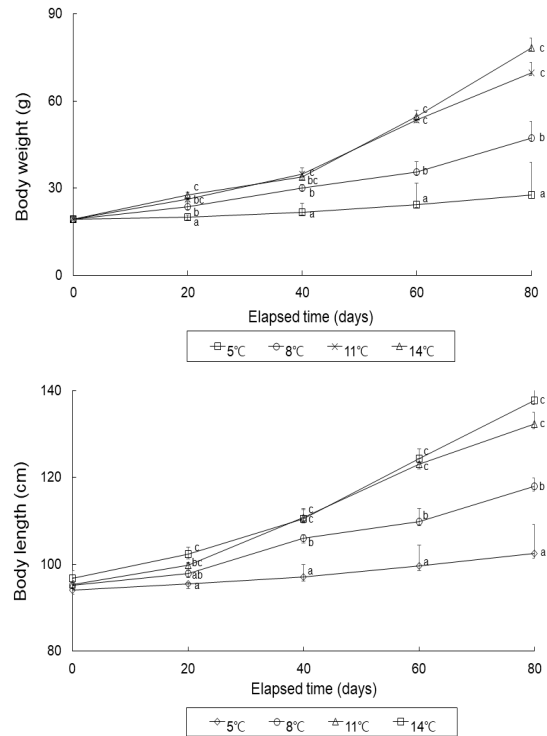 90
60
30
0
Body weight (g)
c
c
b
a
c
c
b
a
c
bc
b
a
c
bc
b
a
0 20 40 60 80
Elapsed time (days)
5℃ 8℃ 11℃ 14℃
140
120
100
80
Body length (cm)
c
c
b
a
c
c
b
a
c
c
b
a
c
bc
ab
a
0 20 40 60 80
Elapsed time (days)
5℃ 8℃ 11℃ 14℃